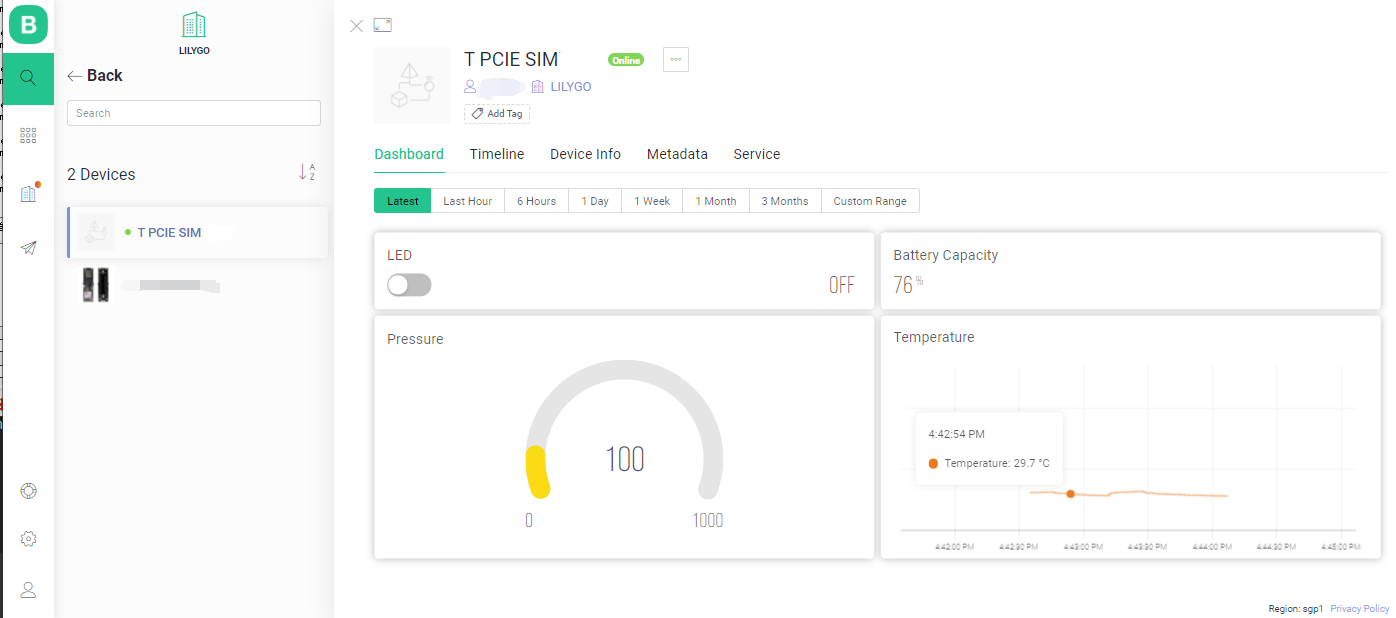 B
LILYGO
Back
Search
2 Devices
A
Z
T PCIE SIM
T PCIE SIM
Online
LILYGO
Add Tag
Dashboard
Timeline
Device Info
Metadata
Service
Latest
Last Hour
6 Hours
1 Day
1 Week
1 Month
3 Months
Custom Range
LED
OFF
Battery Capacity
76 %
Pressure
100
0
1000
Temperature
4:42:54 PM
Temperature: 29.7 °C
4:42:00 PM
4:42:30 PM
4:43:00 PM
4:43:30 PM
4:44:00 PM
4:44:30 PM
4:45:00 PM
Region: sgp1 Privacy Policy